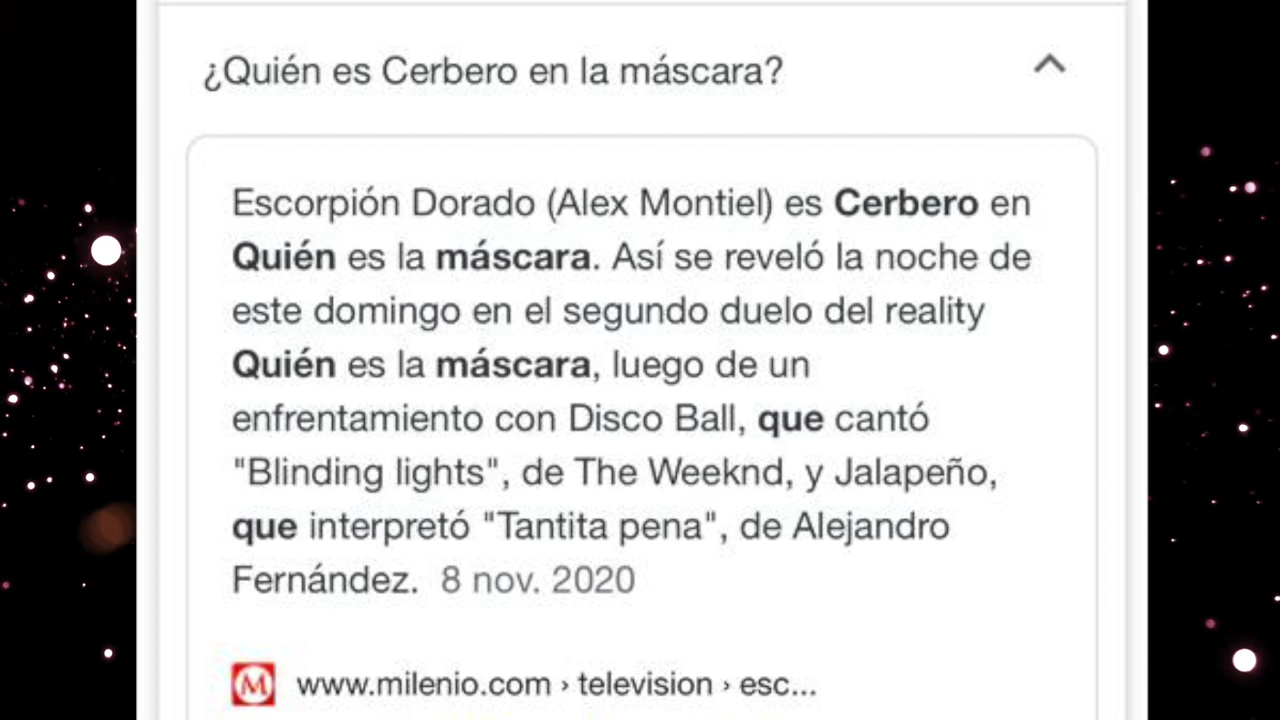 ¿Quién es Cerbero en la máscara?
Escorpión Dorado (Alex Montiel) es Cerbero en
Quién es la máscara. Así se reveló la noche de
este domingo en el segundo duelo del reality
Quién es la máscara, luego de un
enfrentamiento con Disco Ball, que cantó
"Blinding lights", de The Weeknd, y Jalapeño,
que interpretó "Tantita pena", de Alejandro
Fernández. 8 nov. 2020
M www.milenio.com › television › esc...